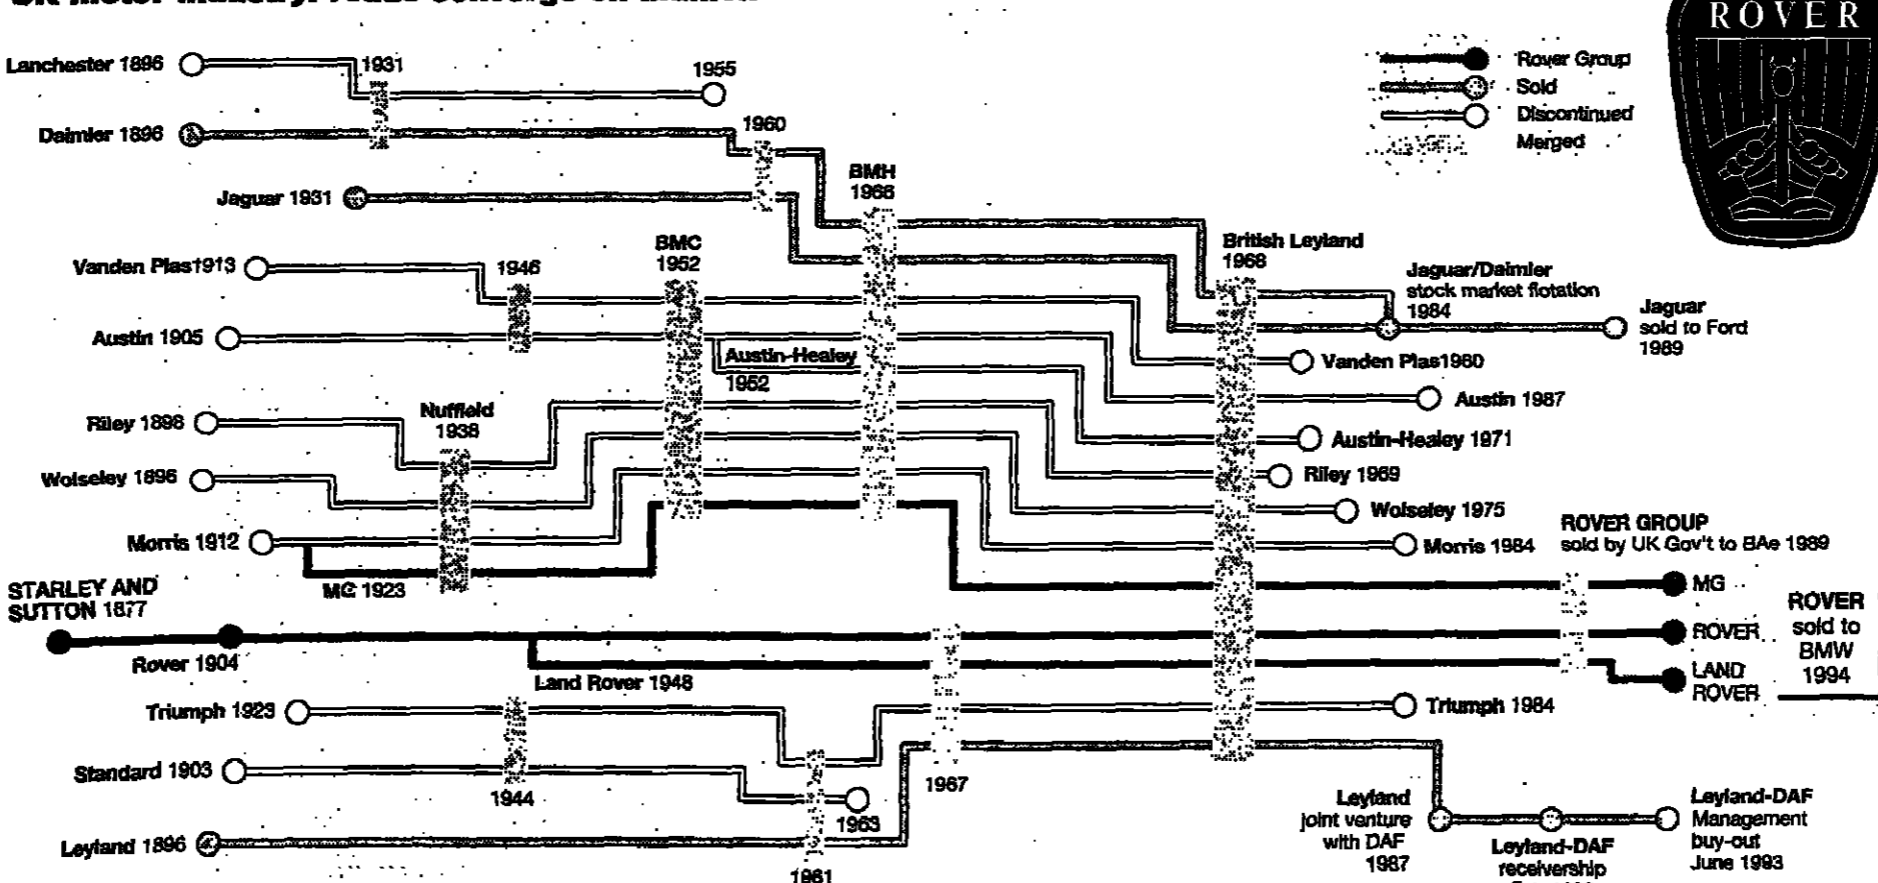 ROVER
Rover Group
Sold
Discontinued
Merged
Lanchester 1896
1931
1955
Daimler 1896
1960
Jaguar 1931
BMH
1966
Vanden Plas1913
1946
BMC
1952
British Leyland
1968
Jaguar/Daimler
stock market flotation
1984
Jaguar
sold to Ford
1989
Austin 1905
Austin-Healey
1952
Vanden Plas1980
Austin 1987
Riley 1898
Nuffield
1938
Austin-Healey 1971
Riley 1969
Wolseley 1896
Wolseley 1975
Morris 1912
Morris 1984
ROVER GROUP
sold by UK Gov't to BAe 1989
MG 1923
MG
STARLEY AND
SUTTON 1877
Rover 1904
ROVER
ROVER
sold to
BMW
1994
Land Rover 1948
LAND
ROVER
Triumph 1923
Triumph 1984
Standard 1903
1944
1963
1967
Leyland 1896
1961
Leyland
joint venture
with DAF
1987
Leyland-DAF
receivership
Leyland-DAF
Management
buy-out
June 1993